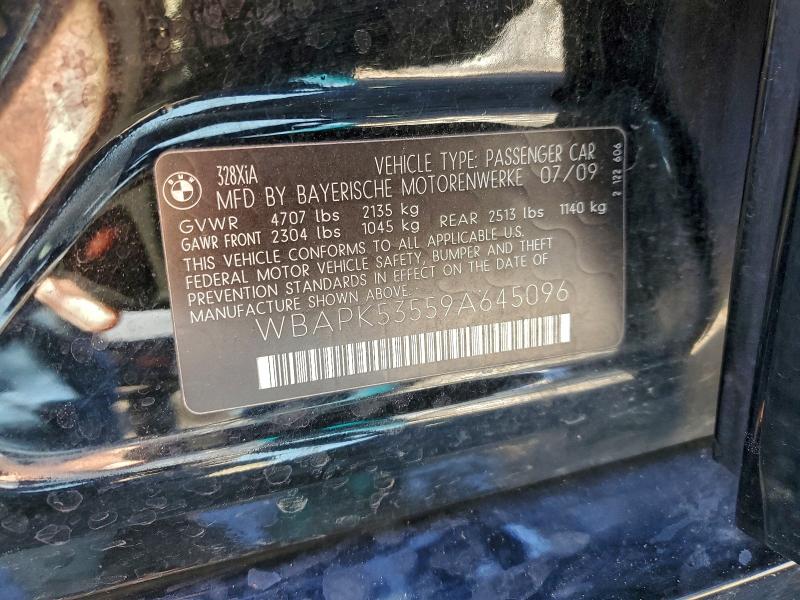 BMW
328XiA VEHICLE TYPE: PASSENGER CAR
MFD BY BAYERISCHE MOTORENWERKE 07/09
GVWR 4707 lbs 2135 kg
GAWR FRONT 2304 lbs 1045 kg REAR 2513 lbs 1140 kg
THIS VEHICLE CONFORMS TO ALL APPLICABLE U.S.
FEDERAL MOTOR VEHICLE SAFETY, BUMPER AND THEFT
PREVENTION STANDARDS IN EFFECT ON THE DATE OF
MANUFACTURE SHOWN ABOVE.
WBAPK53559A645096
2 122 606